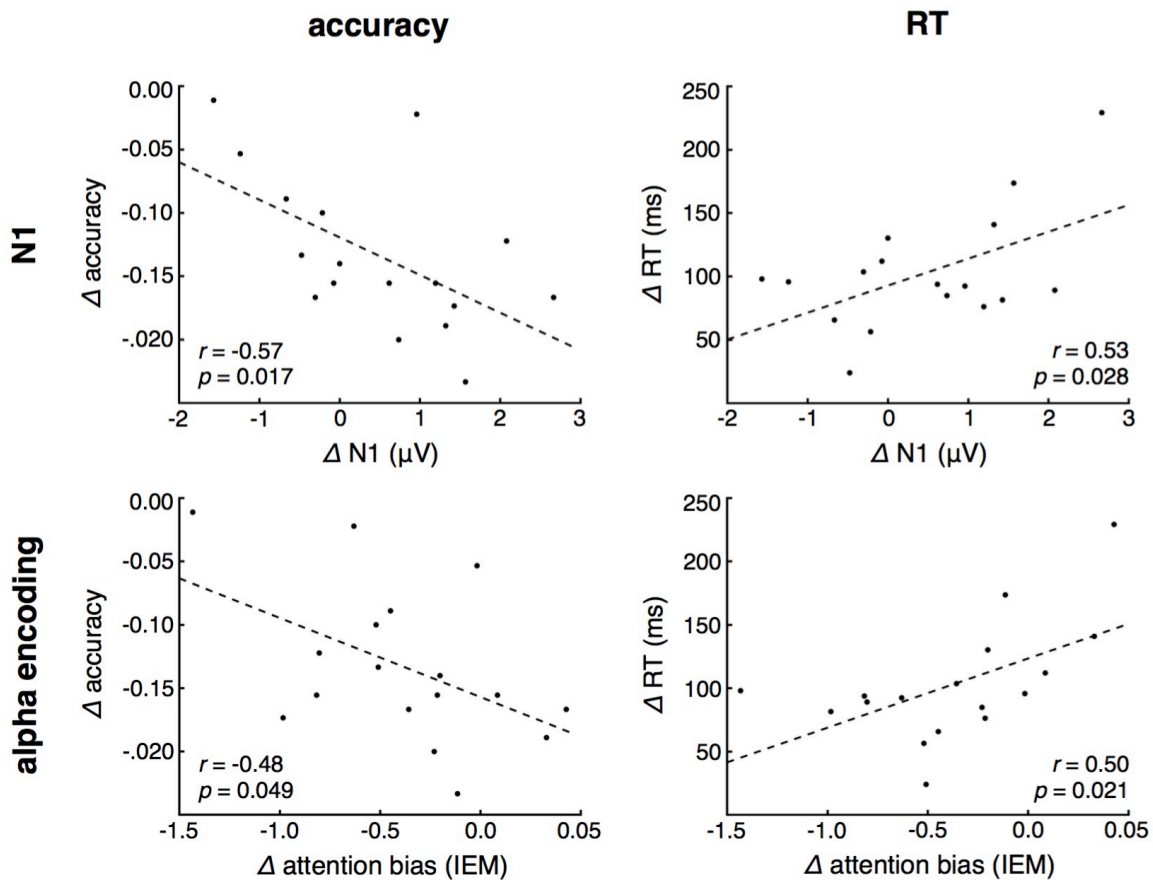 accuracy
RT
N1
0.00
-0.05
-0.10
-0.15
-.020
Δ accuracy
r = -0.57
p = 0.017
-2 -1 0 1 2 3
Δ N1 (µV)
250
200
150
100
50
Δ RT (ms)
r = 0.53
p = 0.028
-2 -1 0 1 2 3
Δ N1 (µV)
alpha encoding
0.00
-0.05
-0.10
-0.15
-.020
Δ accuracy
r = -0.48
p = 0.049
-1.5 -1.0 -0.5 0.0 0.05
Δ attention bias (IEM)
250
200
150
100
50
Δ RT (ms)
r = 0.50
p = 0.021
-1.5 -1.0 -0.5 0.0 0.05
Δ attention bias (IEM)